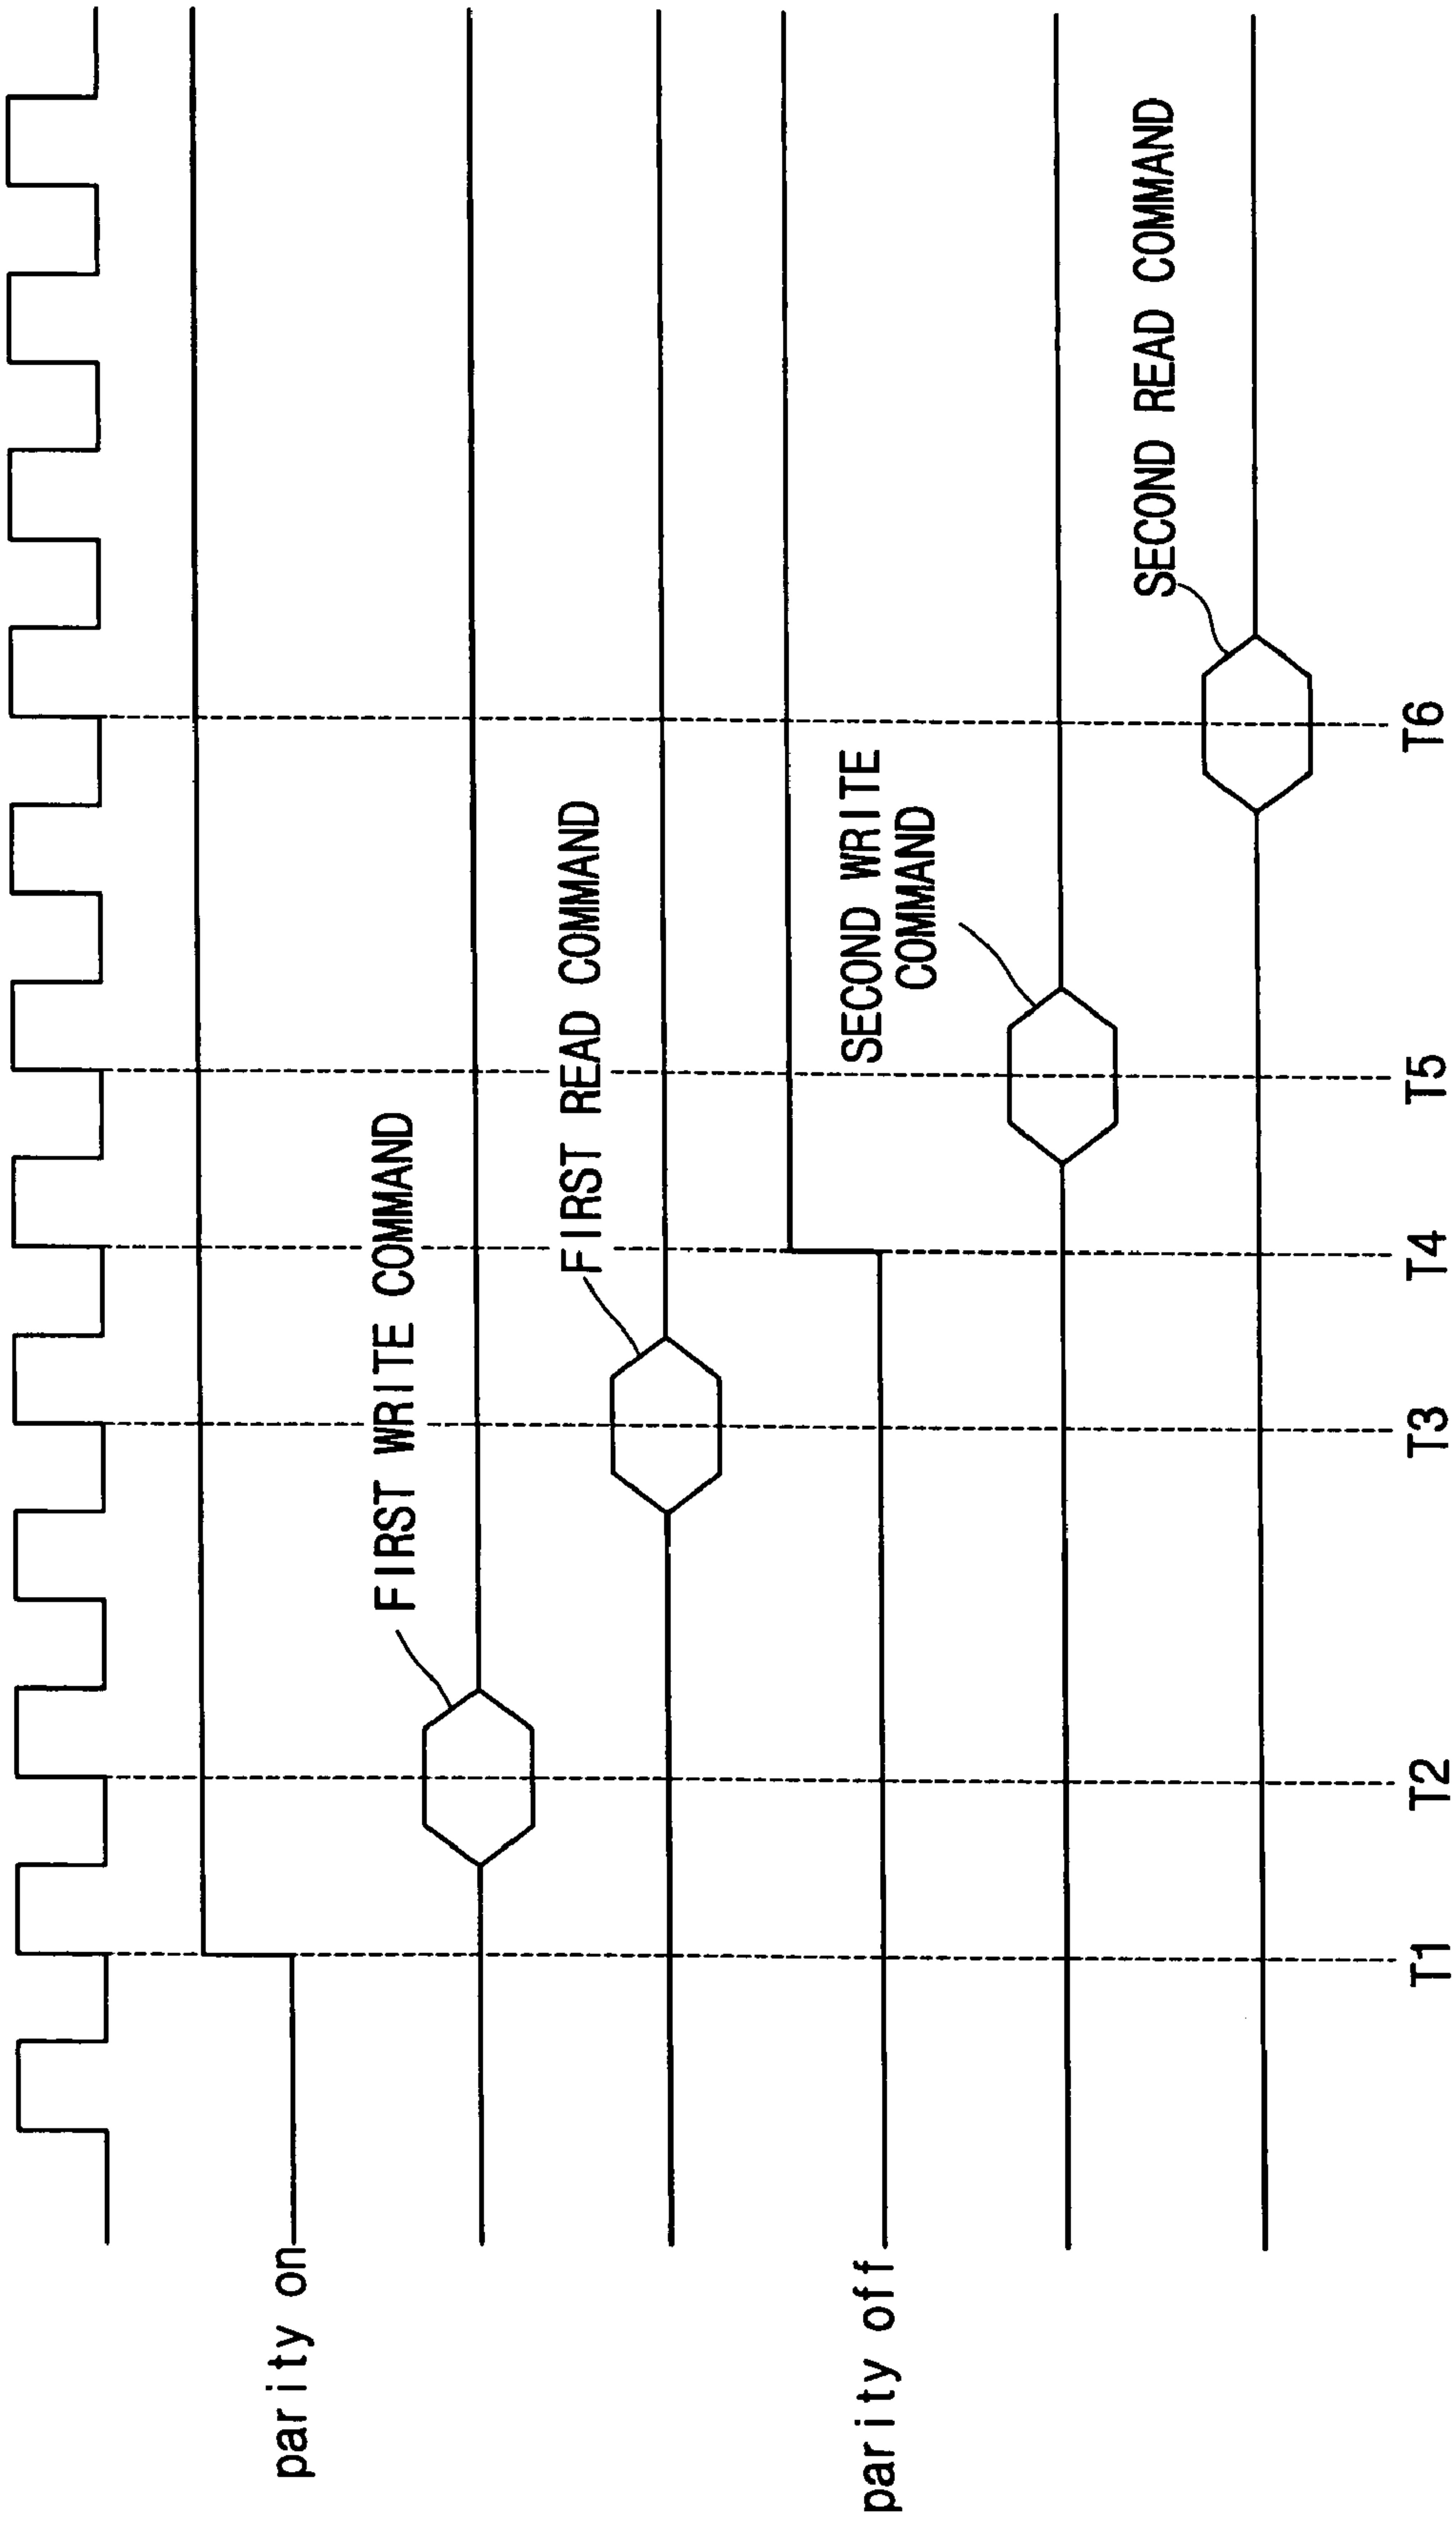 parity on
FIRST WRITE COMMAND
FIRST READ COMMAND
parity off
SECOND WRITE
COMMAND
SECOND READ COMMAND
T1 T2 T3 T4 T5 T6